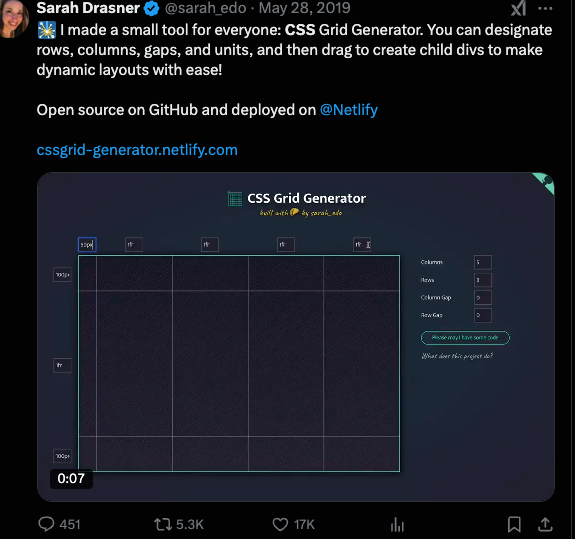 Sarah Drasner @sarah_edo · May 28, 2019
I made a small tool for everyone: CSS Grid Generator. You can designate
rows, columns, gaps, and units, and then drag to create child divs to make
dynamic layouts with ease!
Open source on GitHub and deployed on @Netlify
cssgrid-generator.netlify.com
CSS Grid Generator
built with by sarah_edo
50px 1fr 1fr 1fr 1fr
100px
1fr
100px
Columns 5
Rows 3
Column Gap 0
Row Gap 0
Please may I have some code
What does this project do?
0:07
451 5.3K 17K